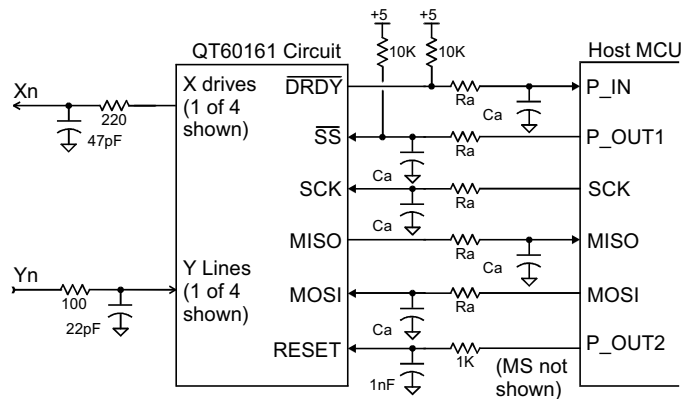 +5
+5
QT60161 Circuit
10K
10K
Host MCU
Xn
X drives
(1 of 4
shown)
DRDY
P_IN
220
Ra
Ca
47pF
SS
P_OUT1
Ra
Ca
SCK
SCK
Ra
Ca
MISO
MISO
Ra
Ca
Yn
Y Lines
(1 of 4
shown)
100
22pF
MOSI
MOSI
Ra
Ca
RESET
P_OUT2
1K
1nF
(MS not
shown)